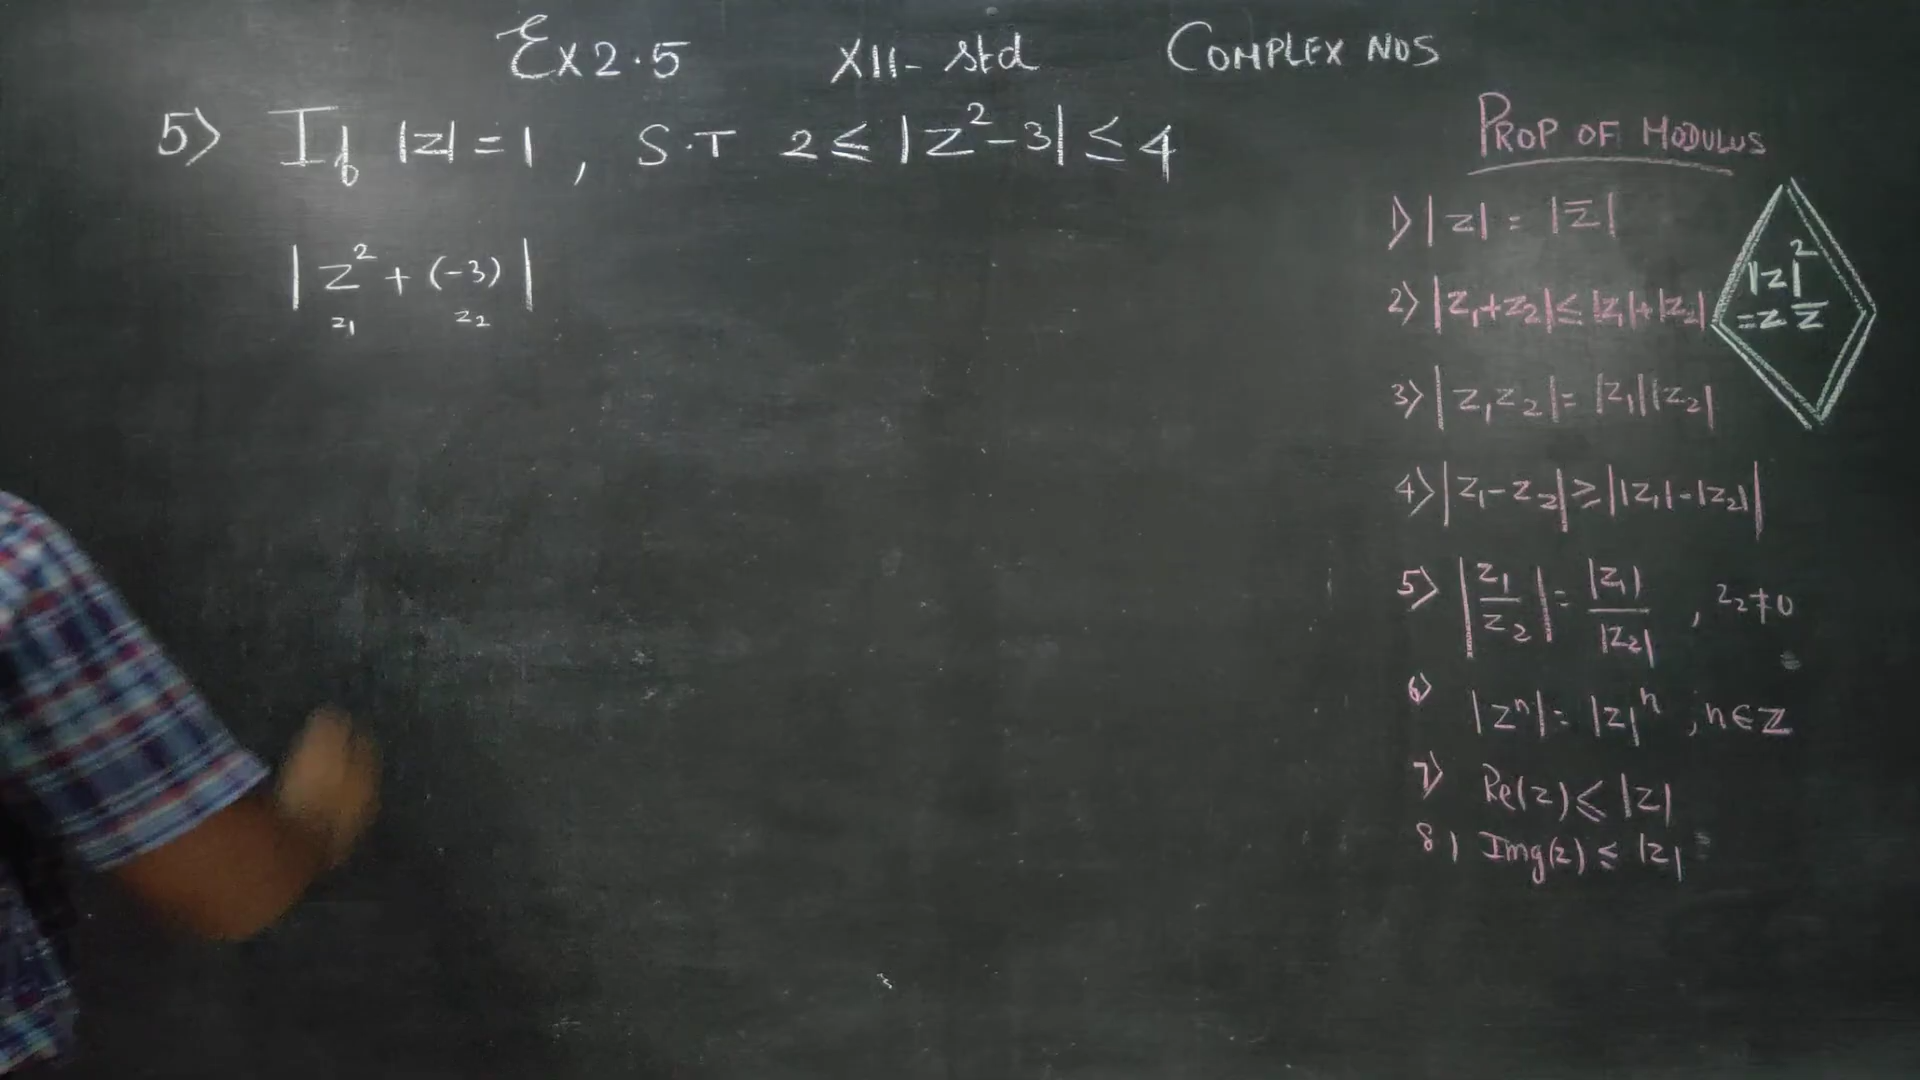 Ex 2.5 XII-std COMPLEX NOS
5) If |z| = 1, S.T 2 ≤ |z² - 3| ≤ 4
|z² + (-3)|
z₁ z₂
PROP OF MODULUS
1) |z| = |z̅|
2) |z₁+z₂| ≤ |z₁|+|z₂|
3) |z₁z₂| = |z₁||z₂|
4) |z₁-z₂| ≥ ||z₁|-|z₂||
5) |z₁/z₂| = |z₁|/|z₂|, z₂≠0
6) |zⁿ| = |z|ⁿ, n∈Z
7) Re(z) ≤ |z|
8) Img(z) ≤ |z|
|z|²
= z z̅